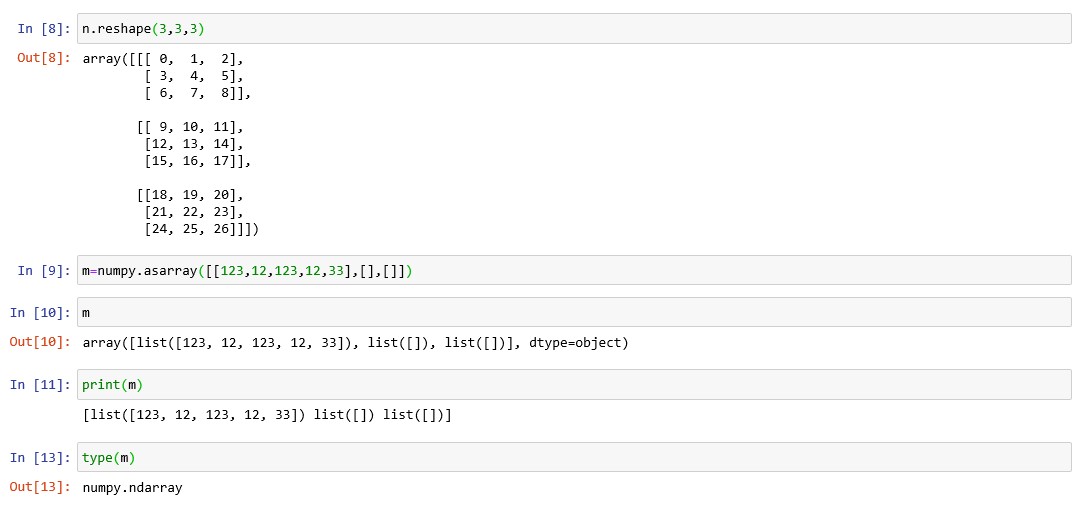 In [8]: n.reshape(3,3,3)
Out[8]: array([[[ 0,  1,  2],
        [ 3,  4,  5],
        [ 6,  7,  8]],

       [[ 9, 10, 11],
        [12, 13, 14],
        [15, 16, 17]],

       [[18, 19, 20],
        [21, 22, 23],
        [24, 25, 26]]])
In [9]: m=numpy.asarray([[123,12,123,12,33],[],[]])
In [10]: m
Out[10]: array([list([123, 12, 123, 12, 33]), list([]), list([])], dtype=object)
In [11]: print(m)
[list([123, 12, 123, 12, 33]) list([]) list([])]
In [13]: type(m)
Out[13]: numpy.ndarray